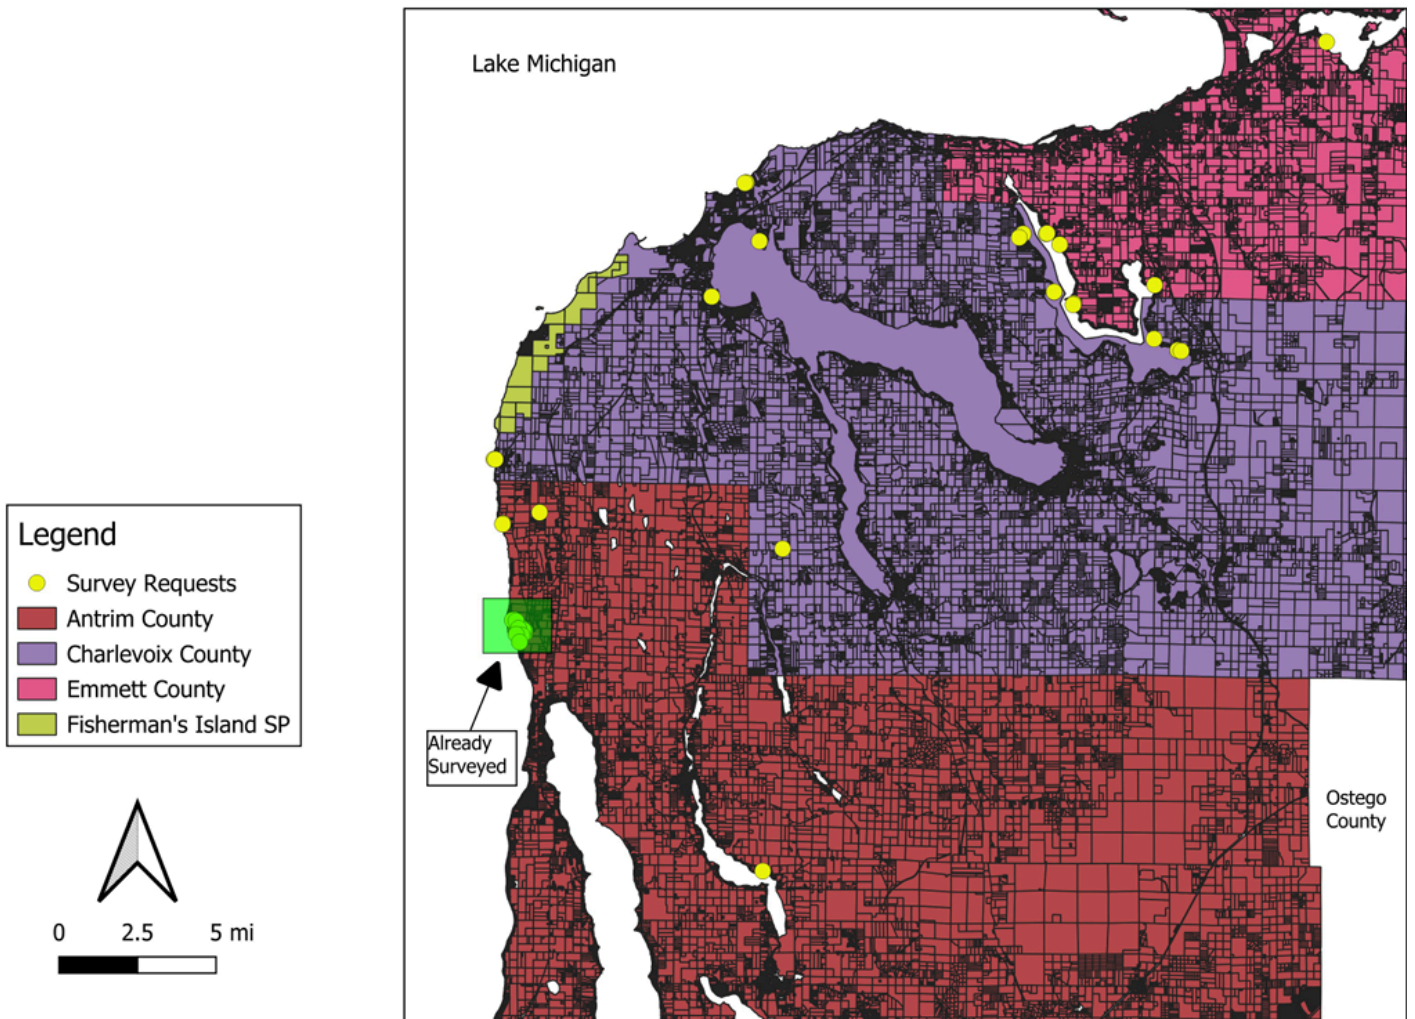 Lake Michigan
Legend
Survey Requests
Antrim County
Charlevoix County
Emmett County
Fisherman's Island SP
Already
Surveyed
Ostego
County
0 2.5 5 mi